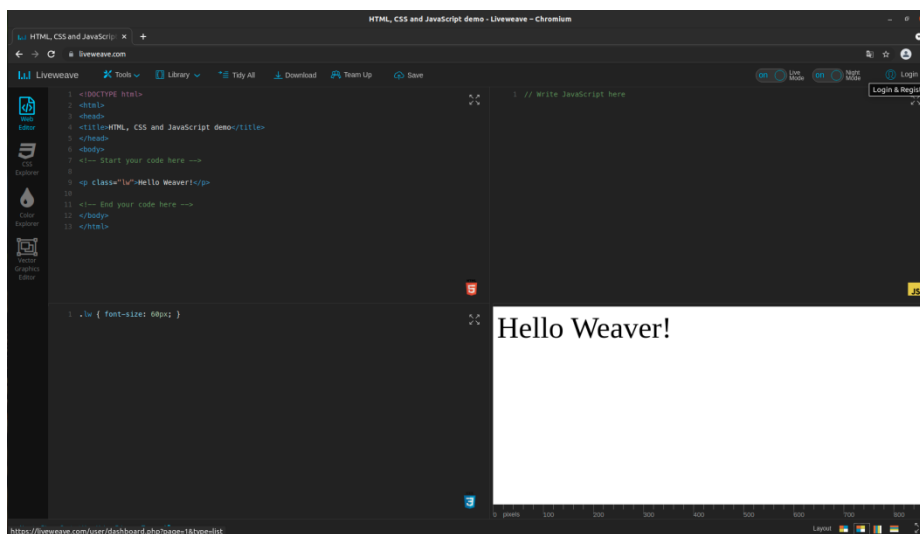 HTML, CSS and JavaScript demo - Liveweave - Chromium
HTML, CSS and JavaScrip
liveweave.com
Liveweave Tools Library Tidy All Download Team Up Save on Live Mode on Night Mode Login
Login & Regist
Web Editor
CSS Explorer
Color Explorer
Vector Graphics Editor
1 <!DOCTYPE html>
2 <html>
3 <head>
4 <title>HTML, CSS and JavaScript demo</title>
5 </head>
6 <body>
7 <!-- Start your code here -->
8
9 <p class="lw">Hello Weaver!</p>
10
11 <!-- End your code here -->
12 </body>
13 </html>
5
1 // Write JavaScript here
JS
1 .lw { font-size: 60px; }
3
Hello Weaver!
0 pixels 100 200 300 400 500 600 700 800
https://liveweave.com/user/dashboard.php?page=1&type=list
Layout